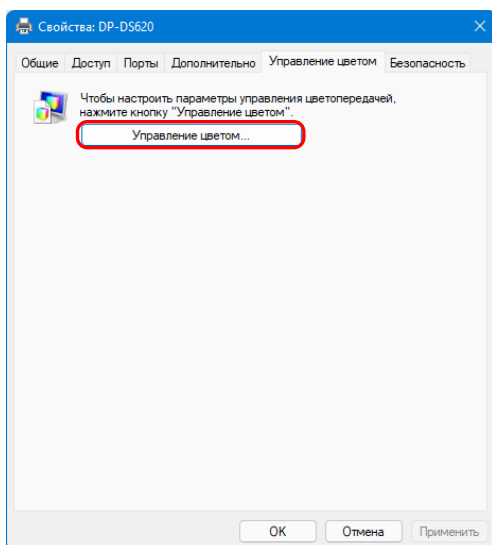 Свойства: DP-DS620
Общие Доступ Порты Дополнительно Управление цветом Безопасность
Чтобы настроить параметры управления цветопередачей,
нажмите кнопку "Управление цветом".
Управление цветом...
OK Отмена Применить